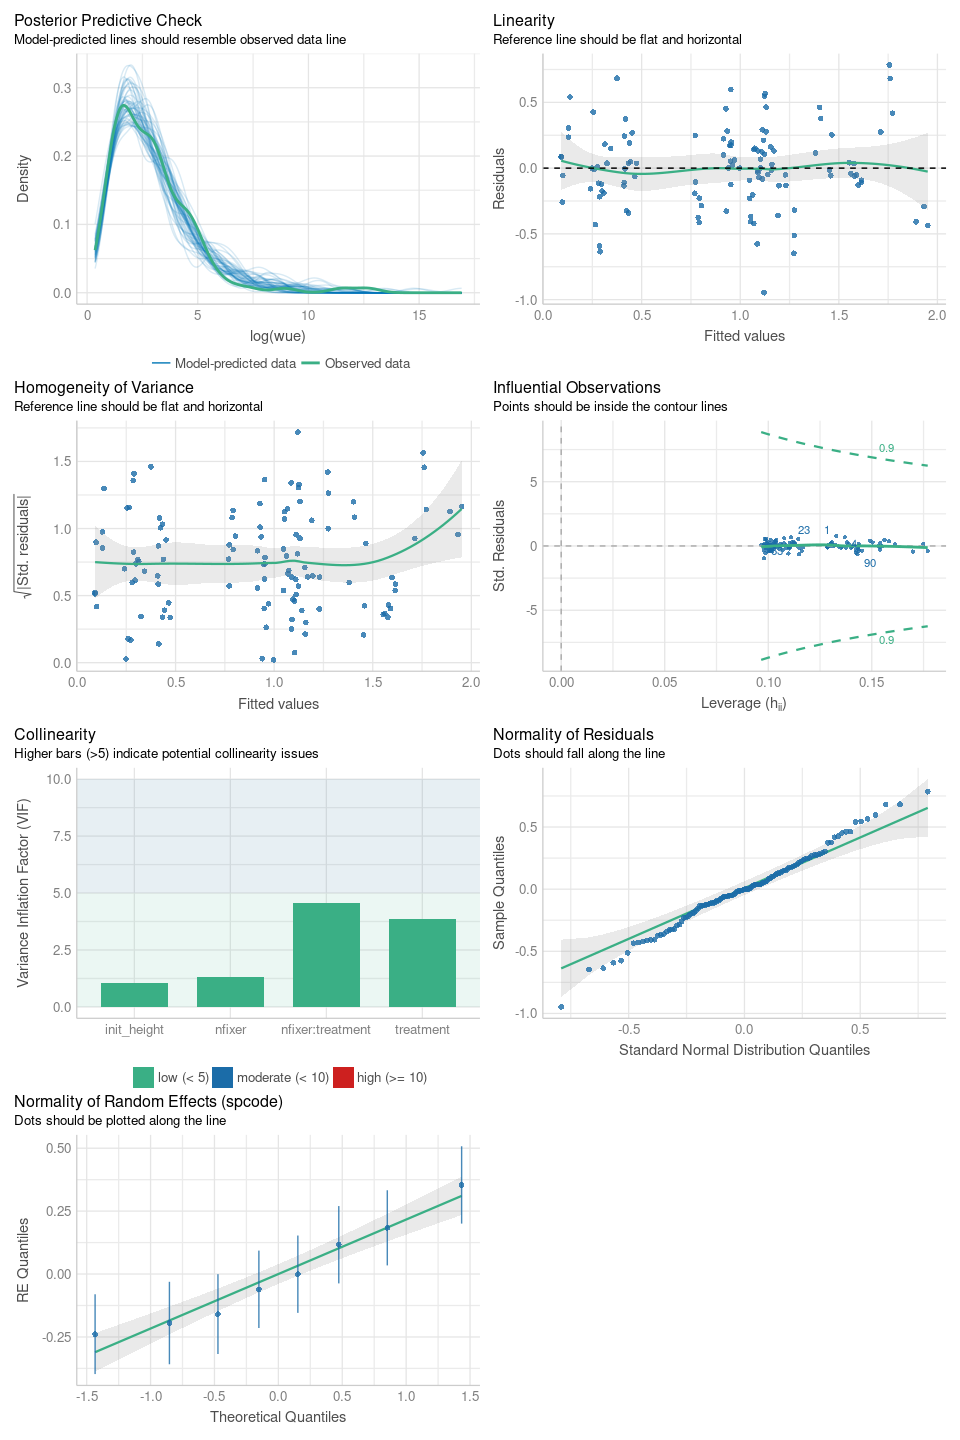 Posterior Predictive Check
Model-predicted lines should resemble observed data line
0.3
0.2
0.1
0.0
Density
0
5
10
15
log(wue)
Model-predicted data
Observed data
Linearity
Reference line should be flat and horizontal
0.5
0.0
-0.5
-1.0
Residuals
0.0
0.5
1.0
1.5
2.0
Fitted values
Homogeneity of Variance
Reference line should be flat and horizontal
1.5
1.0
0.5
0.0
√|Std. residuals|
0.0
0.5
1.0
1.5
2.0
Fitted values
Influential Observations
Points should be inside the contour lines
5
0
-5
Std. Residuals
0.9
23
1
90
0.9
0.00
0.05
0.10
0.15
Leverage (hii)
Collinearity
Higher bars (>5) indicate potential collinearity issues
10.0
7.5
5.0
2.5
0.0
Variance Inflation Factor (VIF)
init_height
nfixer
nfixer:treatment
treatment
low (< 5)
moderate (< 10)
high (>= 10)
Normality of Residuals
Dots should fall along the line
0.5
0.0
-0.5
-1.0
Sample Quantiles
-0.5
0.0
0.5
Standard Normal Distribution Quantiles
Normality of Random Effects (spcode)
Dots should be plotted along the line
0.50
0.25
0.00
-0.25
RE Quantiles
-1.5
-1.0
-0.5
0.0
0.5
1.0
1.5
Theoretical Quantiles